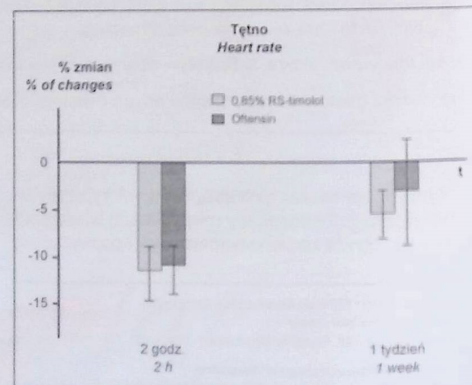 Tętno
Heart rate
% zmian
% of changes
0,85% RS-timolol
Oftensin
0
t
-5
-10
-15
2 godz.
2 h
1 tydzień
1 week